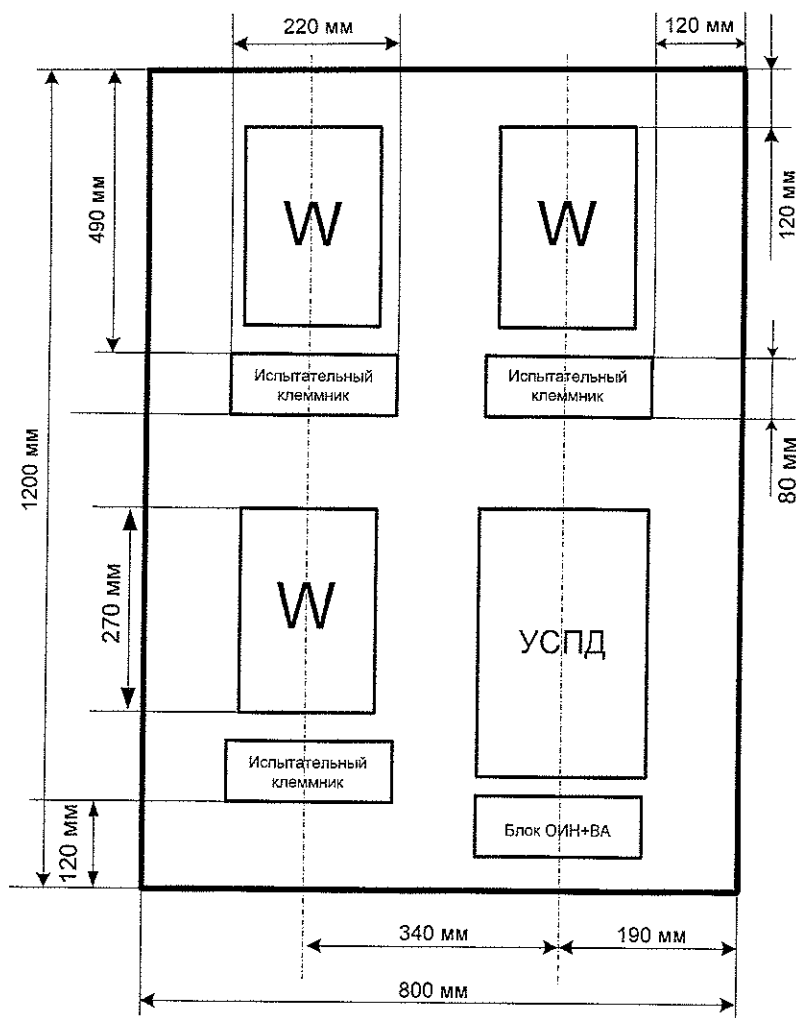 220 мм
120 мм
490 мм
W
W
120 мм
Испытательный
клеммник
Испытательный
клеммник
80 мм
1200 мм
270 мм
W
УСПД
Испытательный
клеммник
120 мм
Блок ОИН+ВА
340 мм
190 мм
800 мм